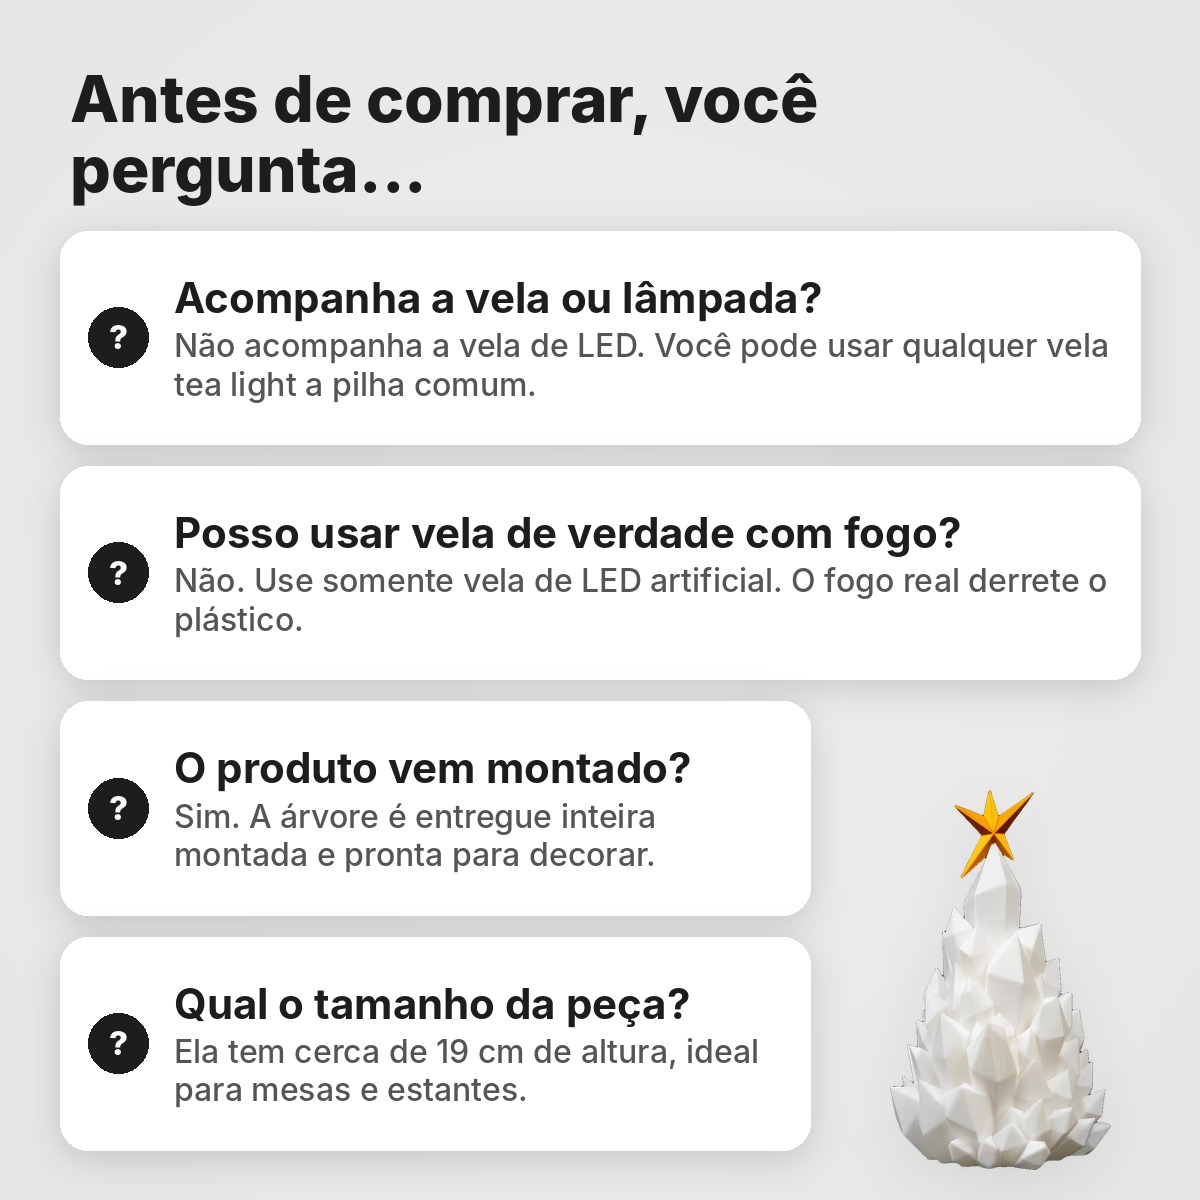 Antes de comprar, você
pergunta...
?
Acompanha a vela ou lâmpada?
Não acompanha a vela de LED. Você pode usar qualquer vela
tea light a pilha comum.
?
Posso usar vela de verdade com fogo?
Não. Use somente vela de LED artificial. O fogo real derrete o
plástico.
?
O produto vem montado?
Sim. A árvore é entregue inteira
montada e pronta para decorar.
?
Qual o tamanho da peça?
Ela tem cerca de 19 cm de altura, ideal
para mesas e estantes.